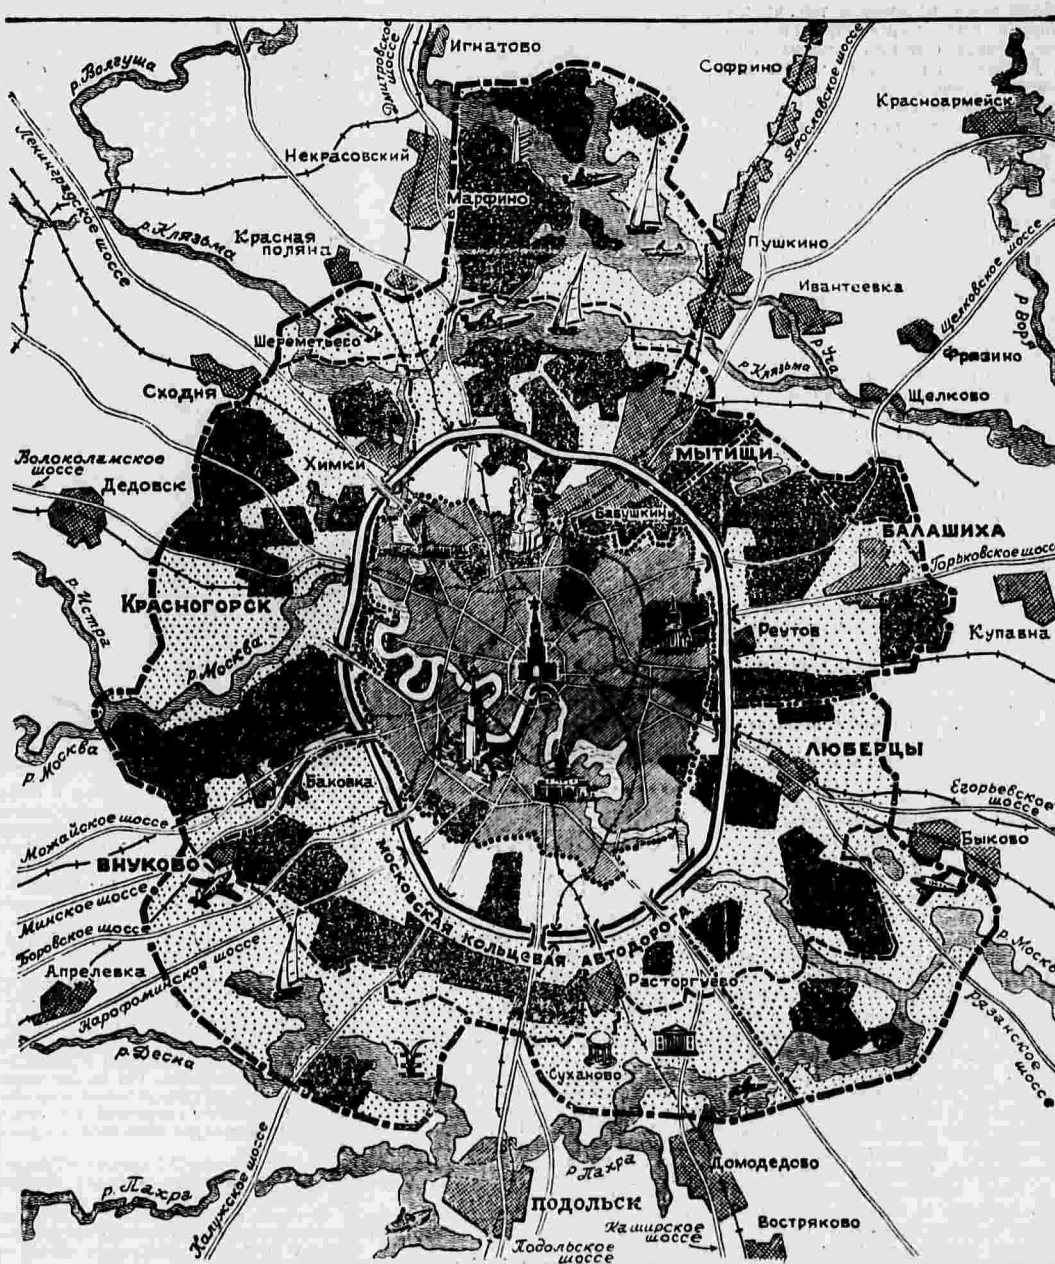 Игнатово
Дмитровское
шоссе
Софрино
Ярославское шоссе
Красноармейск
р. Волгуша
Ленинградское шоссе
Некрасовский
Марфино
р. Клязьма
Красная
поляна
Пушкино
Ивантеевка
Щелковское шоссе
р. Воря
Шереметьево
р. Уча
Фрязино
р. Клязьма
Сходня
Щелково
Волоколамское
шоссе
Дедовск
Химки
МЫТИЩИ
Бабушкин
БАЛАШИХА
Горьковское шоссе
р. Истра
КРАСНОГОРСК
Реутов
Купавна
р. Москва
р. Москва
ЛЮБЕРЦЫ
Баковка
Егорьевское
шоссе
Можайское шоссе
Быково
ВНУКОВО
Минское шоссе
МОСКОВСКАЯ КОЛЬЦЕВАЯ АВТОДОРОГА
Боровское шоссе
р. Моск
Апрелевка
Нарофоминское шоссе
Расторгуево
Рязанское шоссе
р. Десна
Суханово
Калужское шоссе
р. Пахра
р. Пахра
Домодедово
ПОДОЛЬСК
Каширское
шоссе
Востряково
Подольское
шоссе